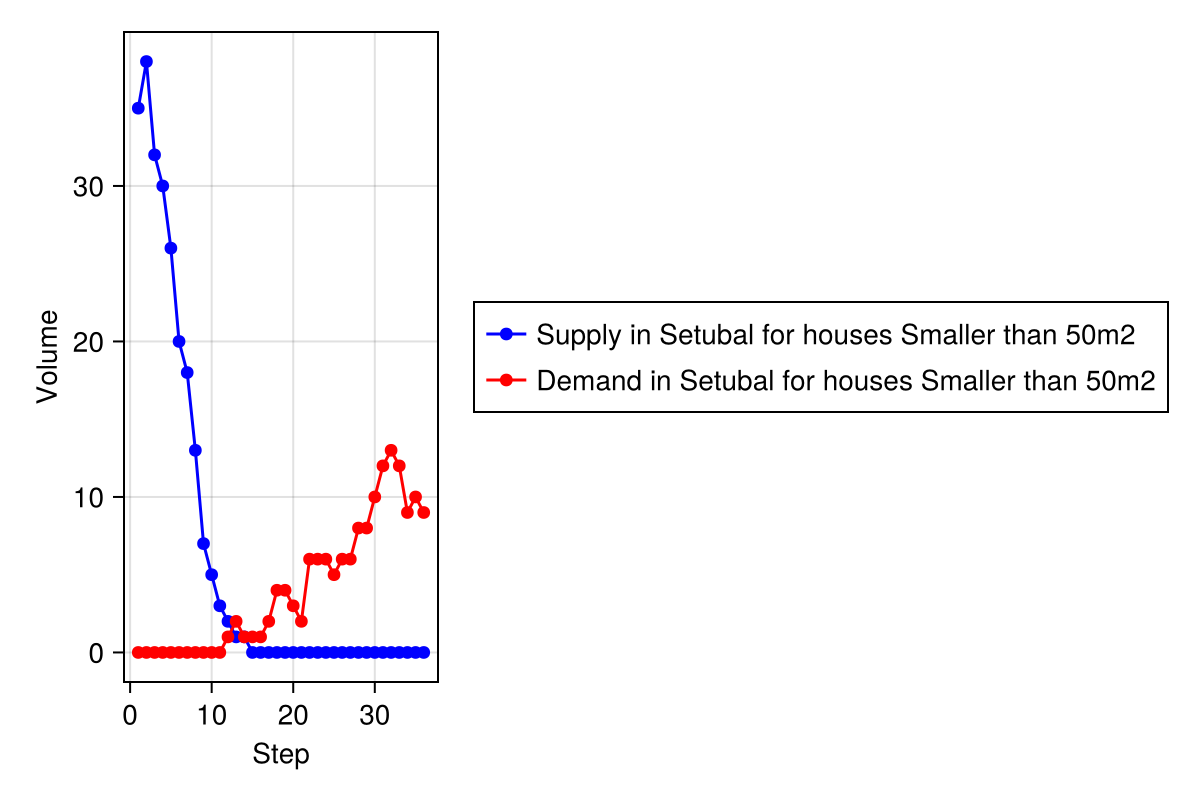 30
20
10
0
Volume
0 10 20 30
Step
Supply in Setubal for houses Smaller than 50m2
Demand in Setubal for houses Smaller than 50m2